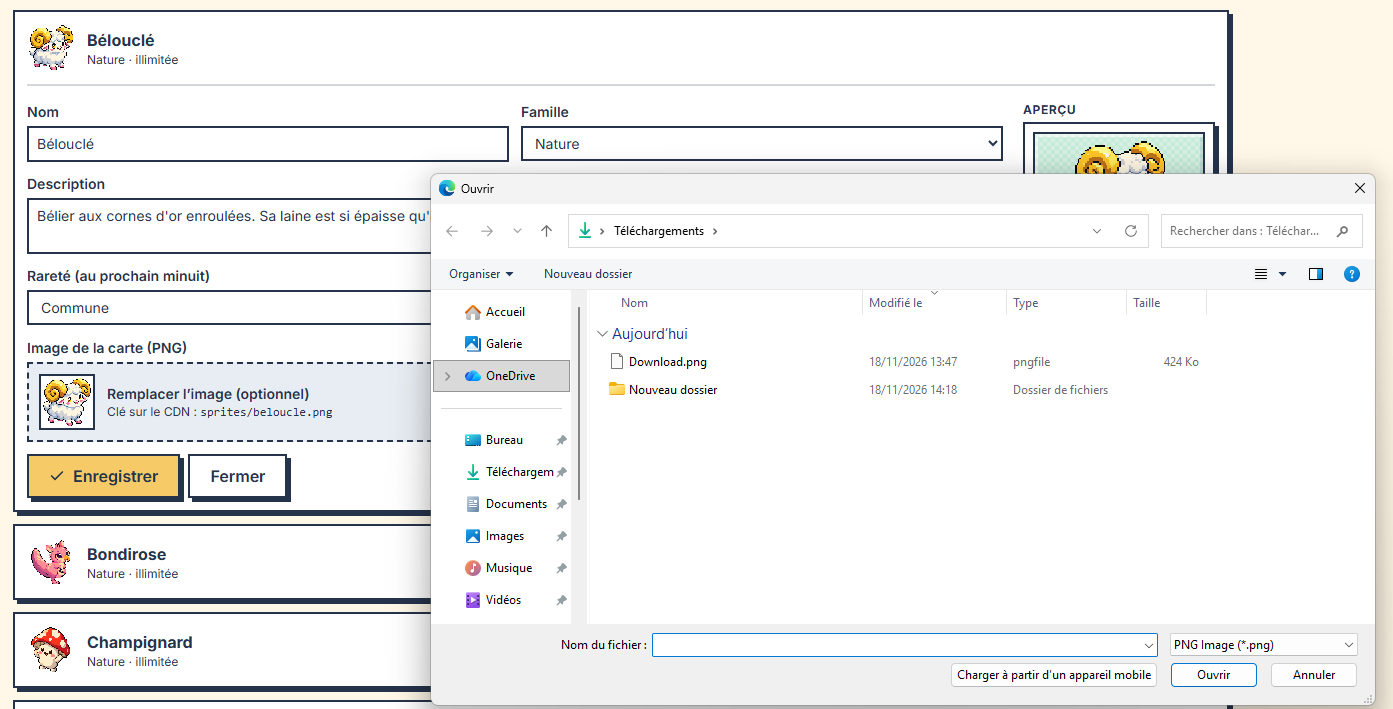 Bélouclé
Nature · illimitée
Nom
Famille
APERÇU
Bélouclé
Nature
Description
Bélier aux cornes d'or enroulées. Sa laine est si épaisse qu'
Rareté (au prochain minuit)
Commune
Image de la carte (PNG)
Remplacer l’image (optionnel)
Clé sur le CDN : sprites/beloucle.png
Enregistrer
Fermer
Bondirose
Nature · illimitée
Champignard
Nature · illimitée
Ouvrir
Téléchargements
Rechercher dans : Téléchar...
Organiser
Nouveau dossier
Accueil
Galerie
OneDrive
Bureau
Téléchargem
Documents
Images
Musique
Vidéos
Nom
Modifié le
Type
Taille
Aujourd’hui
Download.png
18/11/2026 13:47
pngfile
424 Ko
Nouveau dossier
18/11/2026 14:18
Dossier de fichiers
Nom du fichier :
PNG Image (*.png)
Charger à partir d’un appareil mobile
Ouvrir
Annuler